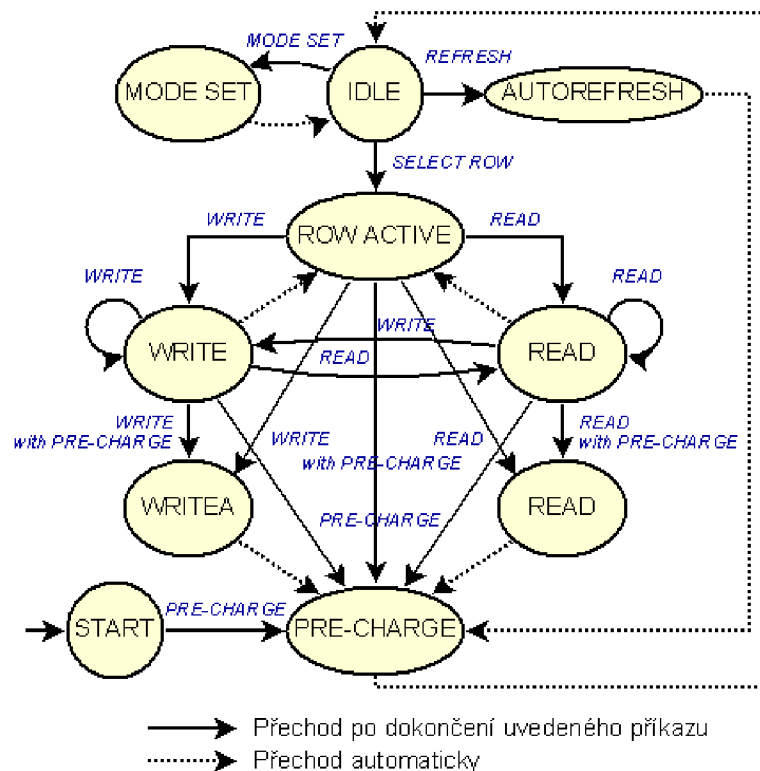 MODE SET
REFRESH
MODE SET
IDLE
AUTOREFRESH
SELECT ROW
WRITE
ROW ACTIVE
READ
WRITE
READ
WRITE
WRITE
READ
READ
WRITE
with PRE-CHARGE
WRITE
READ
with PRE-CHARGE
READ
with PRE-CHARGE
WRITEA
READ
PRE-CHARGE
START
PRE-CHARGE
PRE-CHARGE
Přechod po dokončení uvedeného příkazu
Přechod automaticky